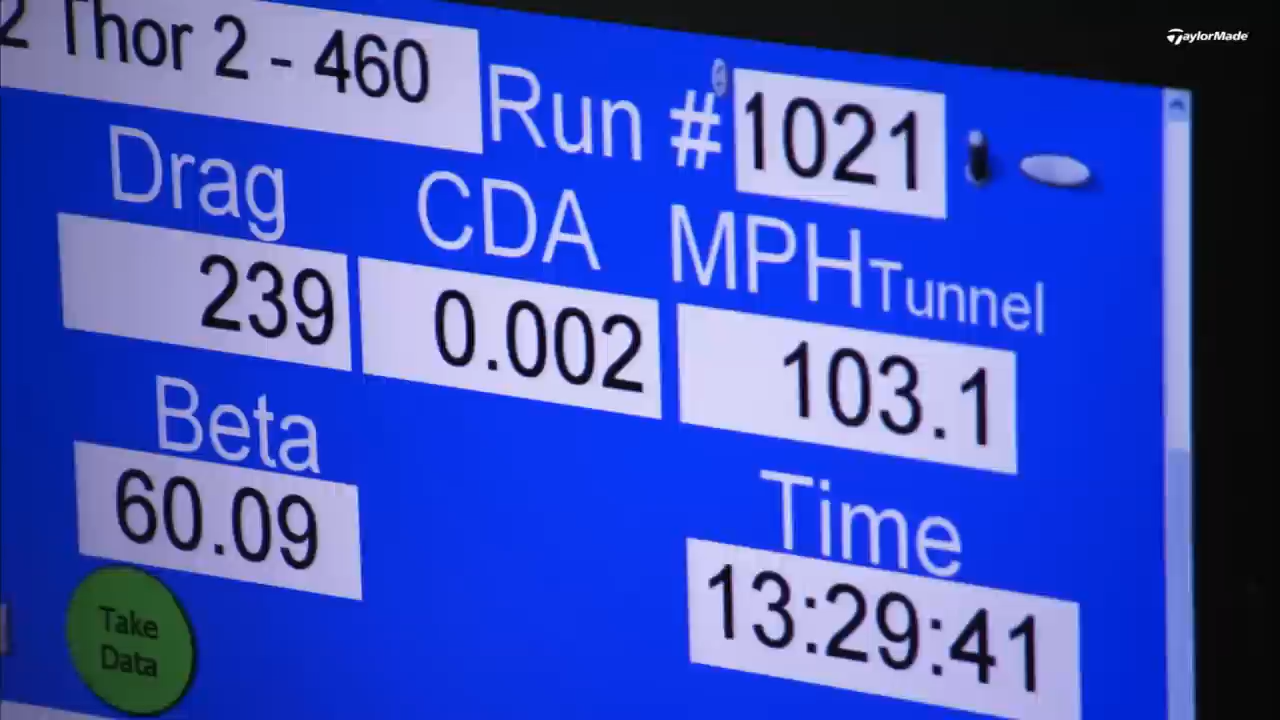 TaylorMade
2 Thor 2 - 460
Run #
1021
Drag
CDA
MPH Tunnel
239
0.002
103.1
Beta
60.09
Time
13:29:41
Take
Data